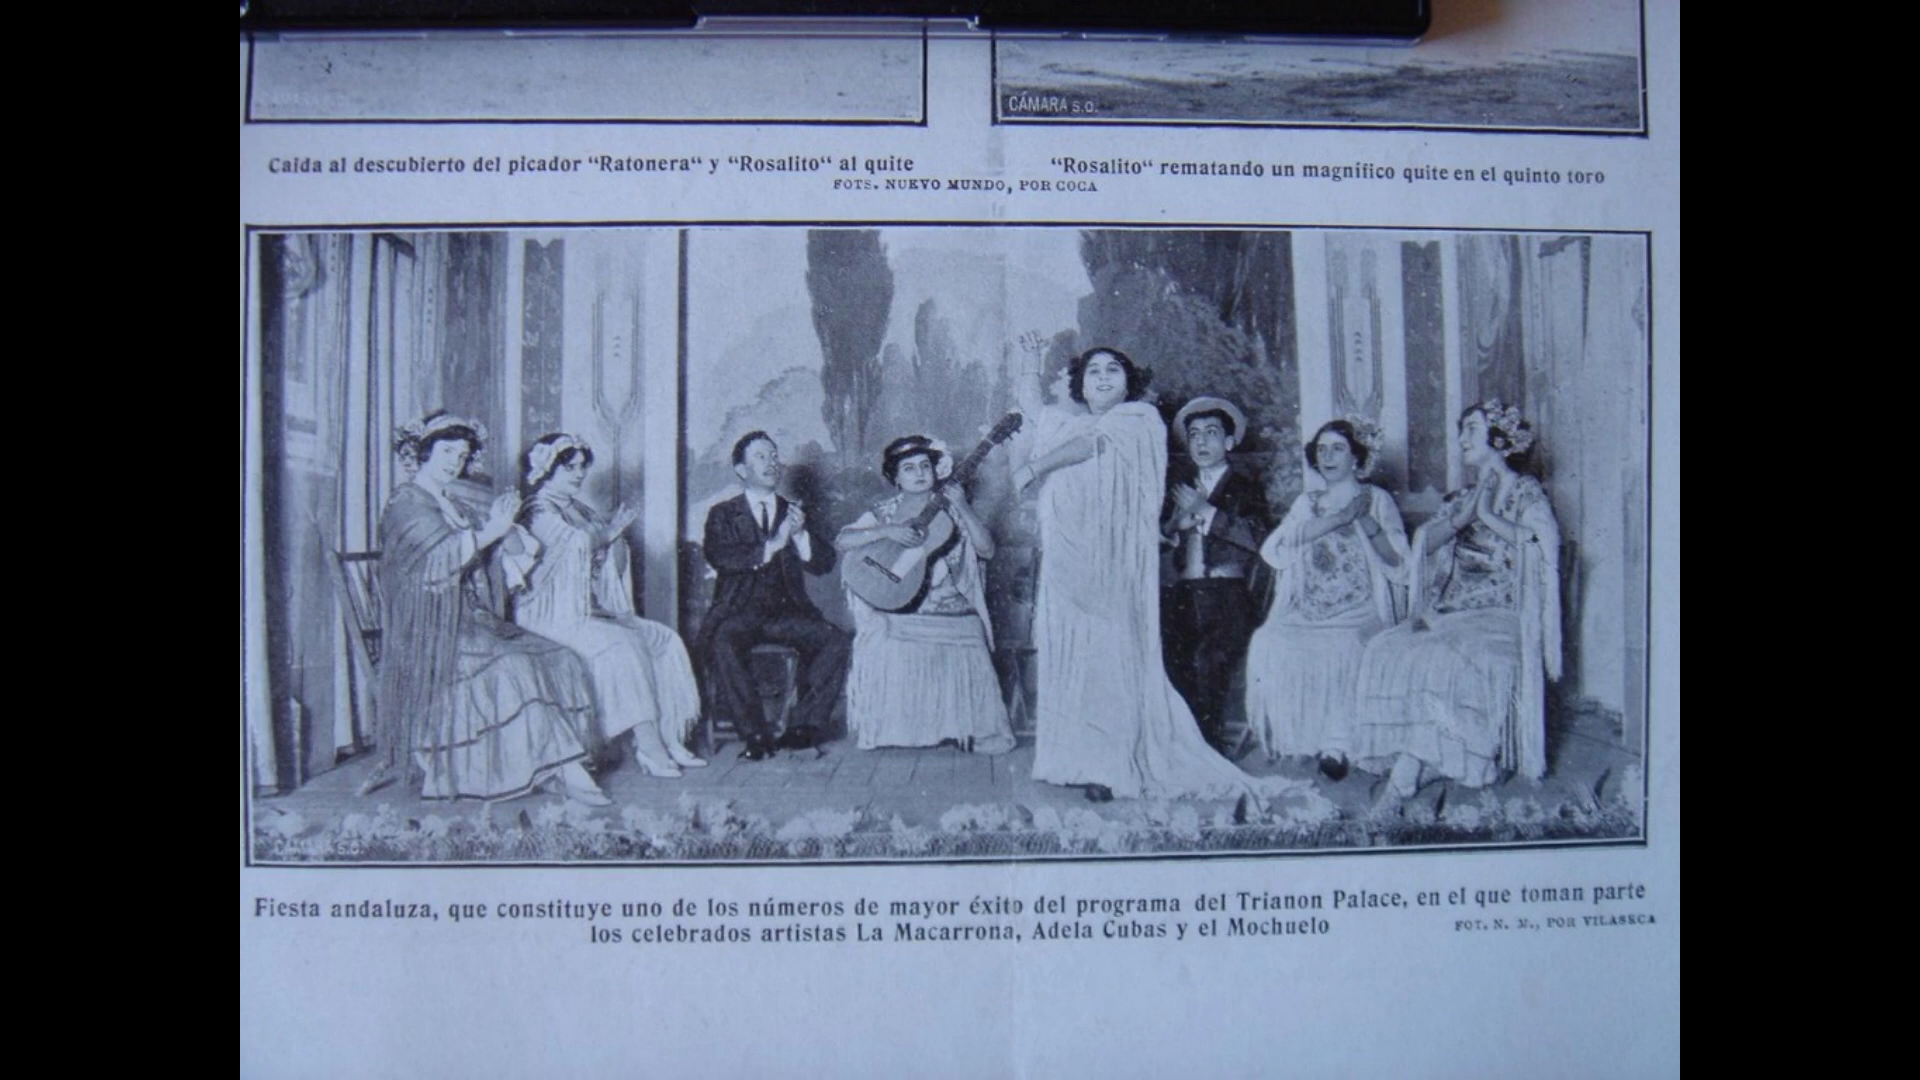 CÁMARA S.O.
Caida al descubierto del picador “Ratonera“ y “Rosalito“ al quite
“Rosalito“ rematando un magnífico quite en el quinto toro
FOTS. NUEVO MUNDO, POR COCA
Fiesta andaluza, que constituye uno de los números de mayor éxito del programa del Trianon Palace, en el que toman parte
los celebrados artistas La Macarrona, Adela Cubas y el Mochuelo
FOT. N. M., POR VILASECA